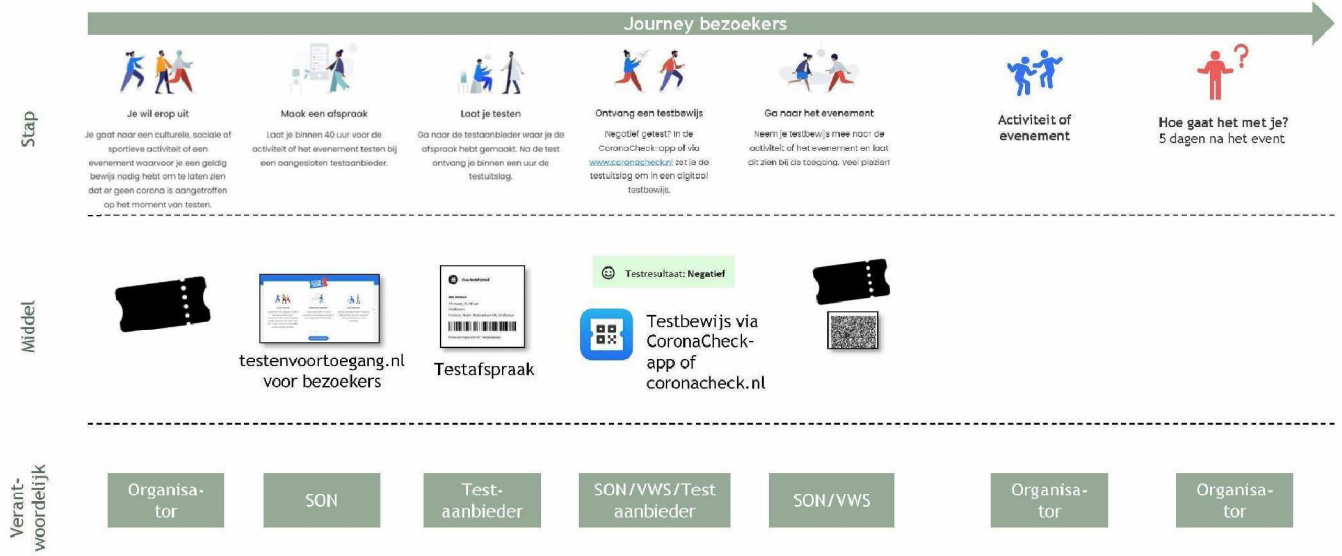 Journey bezoekers
Stap
Je wil erop uit
Je gaat naar een culturele, sociale of
sportieve activiteit of een
evenement waarvoor je een geldig
bewijs nodig hebt om te laten zien
dat er geen corona is aangetroffen
op het moment van testen.
Maak een afspraak
Laat je binnen 40 uur voor de
activiteit of het evenement testen bij
een aangesloten testaanbieder.
Laat je testen
Ga naar de testaanbieder waar je de
afspraak hebt gemaakt. Na de test
ontvang je binnen een uur de
testuitslag.
Ontvang een testbewijs
Negatief getest? In de
CoronaCheck-app of via
www.coronacheck.nl zet je de
testuitslag om in een digitaal
testbewijs.
Ga naar het evenement
Neem je testbewijs mee naar de
activiteit of het evenement en laat
dit zien bij de toegang. Veel plezier!
Activiteit of
evenement
Hoe gaat het met je?
5 dagen na het event
Middel
testenvoortoegang.nl
voor bezoekers
Testafspraak
Testresultaat: Negatief
Testbewijs via
CoronaCheck-
app of
coronacheck.nl
Verant-
woordelijk
Organisa-
tor
SON
Test-
aanbieder
SON/VWS/Test
aanbieder
SON/VWS
Organisa-
tor
Organisa-
tor